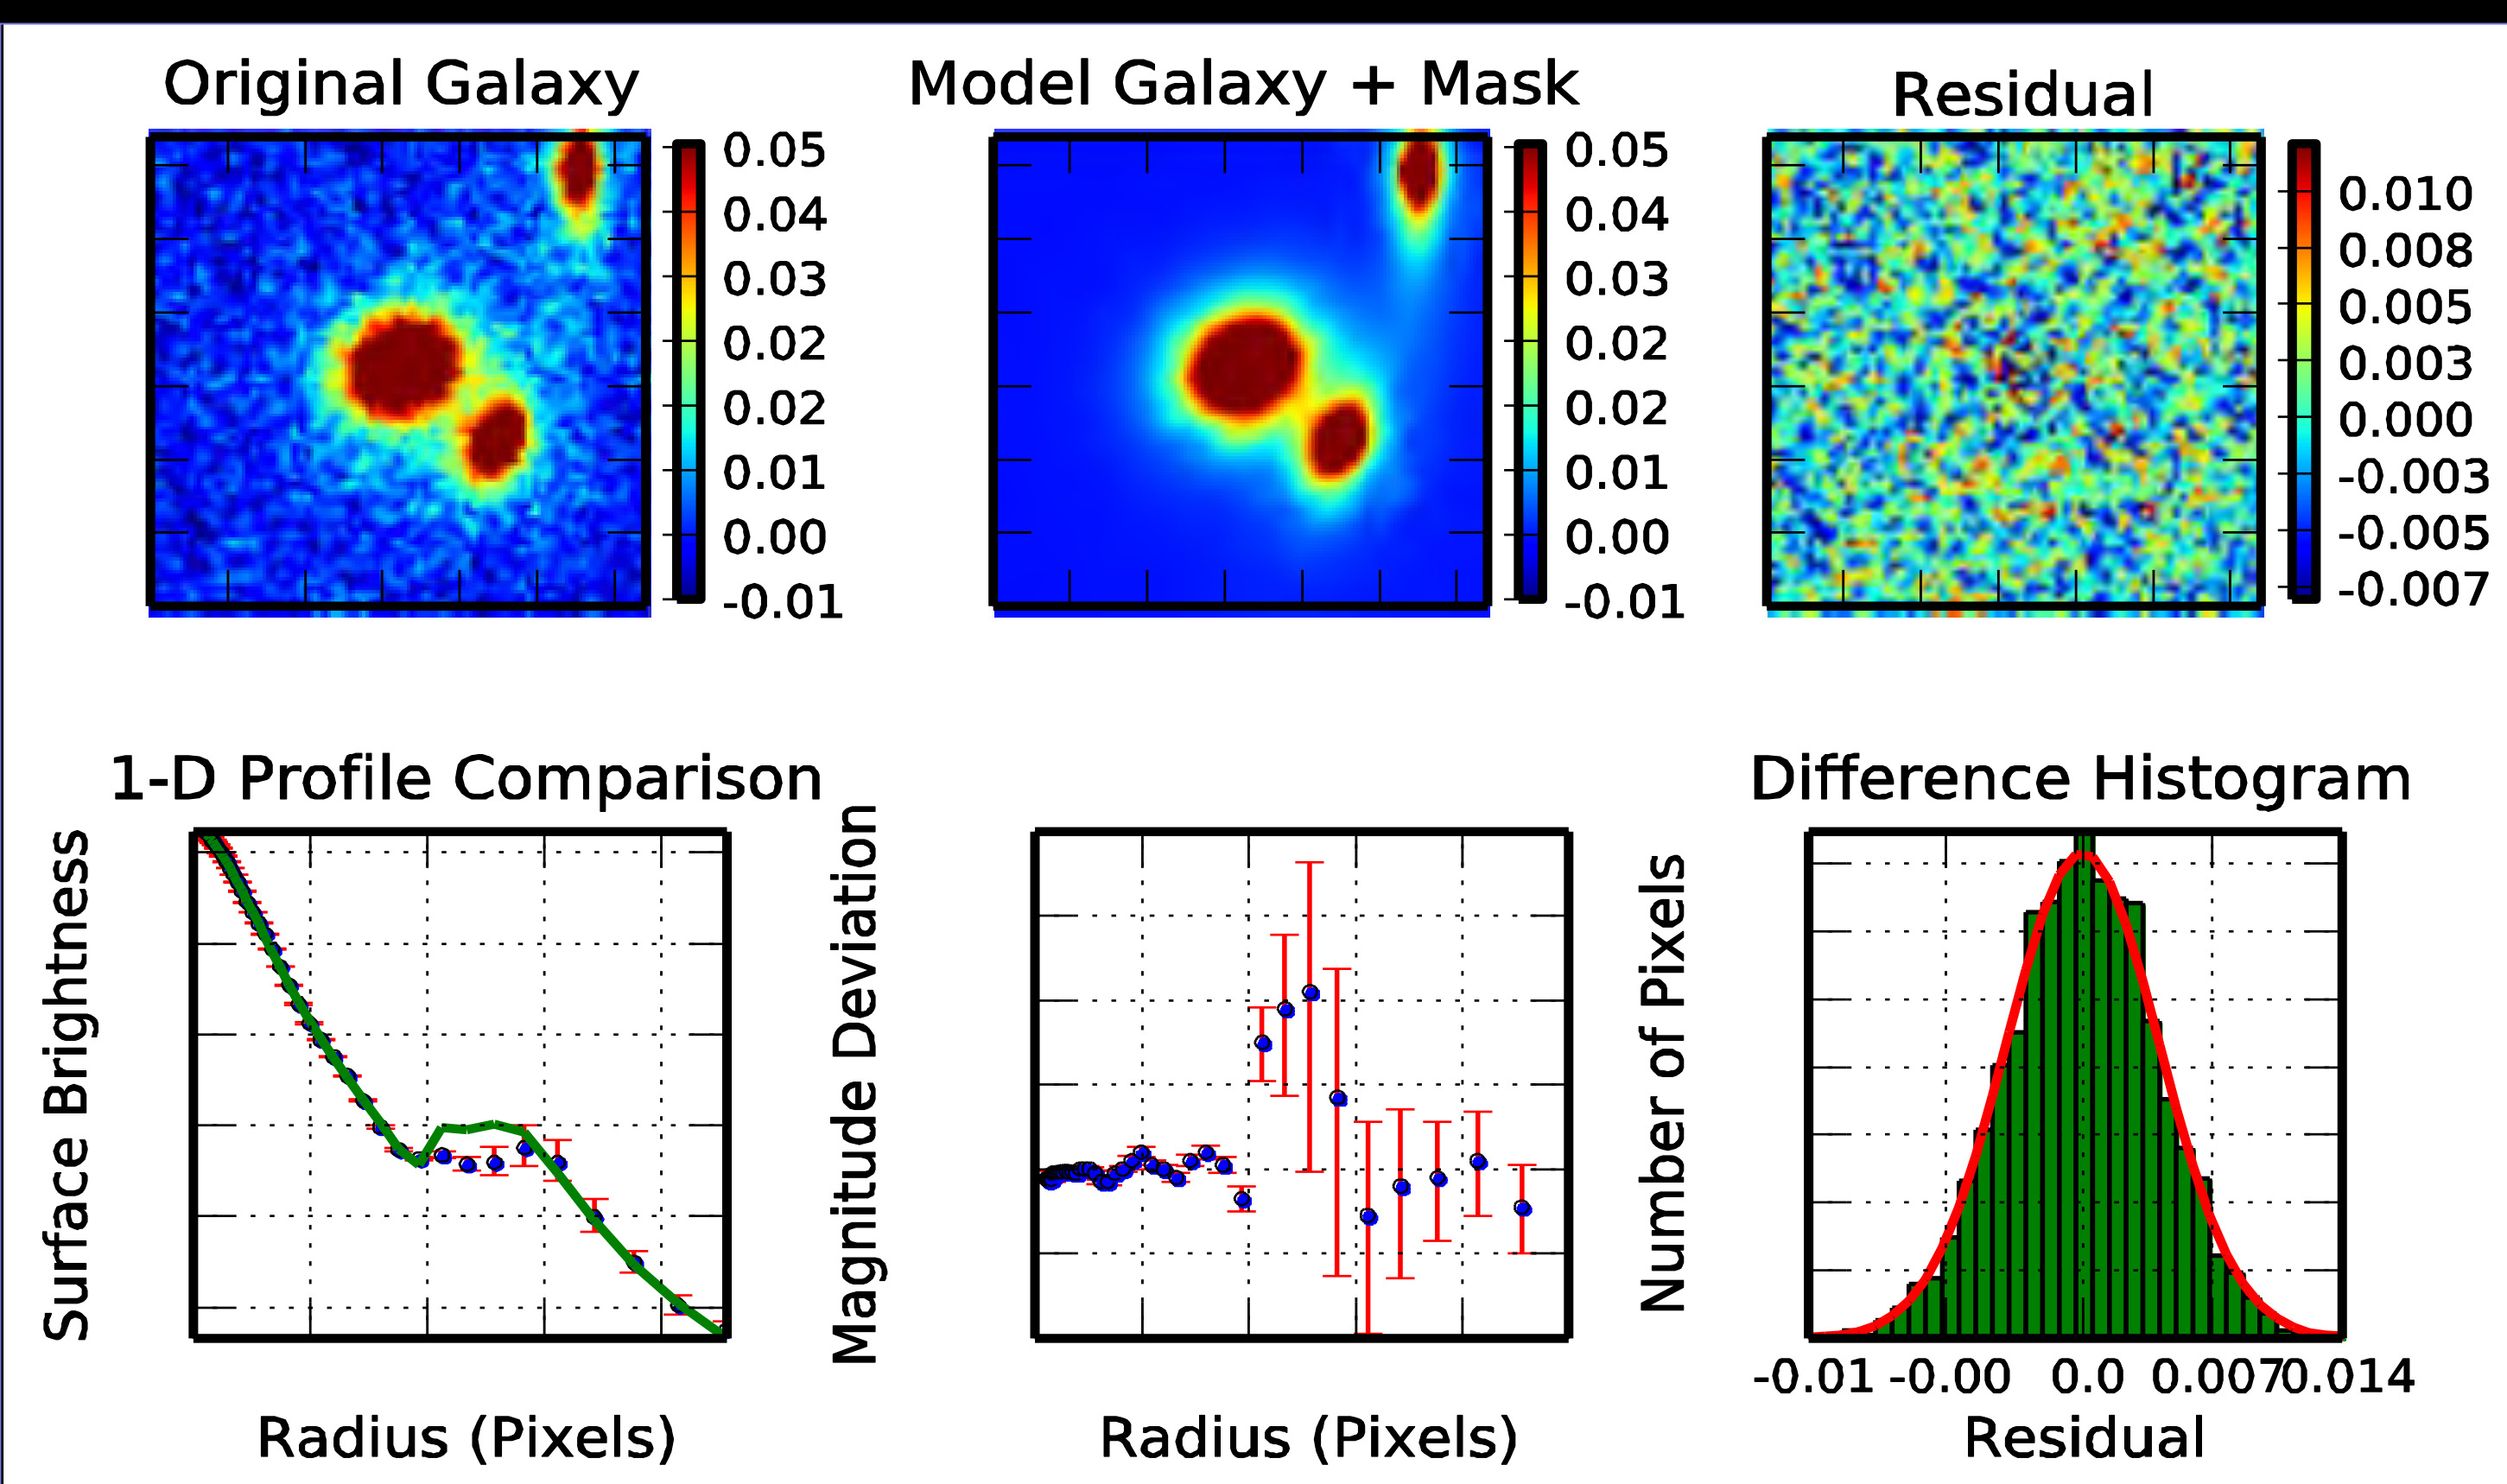 Original Galaxy
0.05
0.04
0.03
0.02
0.02
0.01
0.00
-0.01
Model Galaxy + Mask
0.05
0.04
0.03
0.02
0.02
0.01
0.00
-0.01
Residual
0.010
0.008
0.005
0.003
0.000
-0.003
-0.005
-0.007
1-D Profile Comparison
Surface Brightness
Radius (Pixels)
Magnitude Deviation
Radius (Pixels)
Difference Histogram
Number of Pixels
-0.01 -0.00 0.0 0.007 0.014
Residual